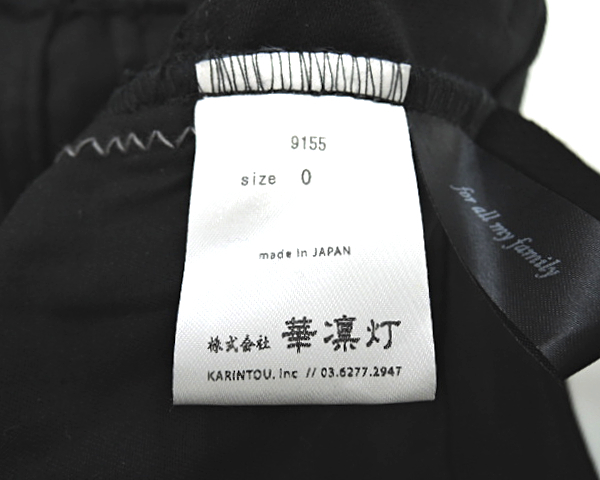 9155
size 0
made in JAPAN
株式会社 華凛灯
KARINTOU. Inc // 03.6277.2947
for all my family